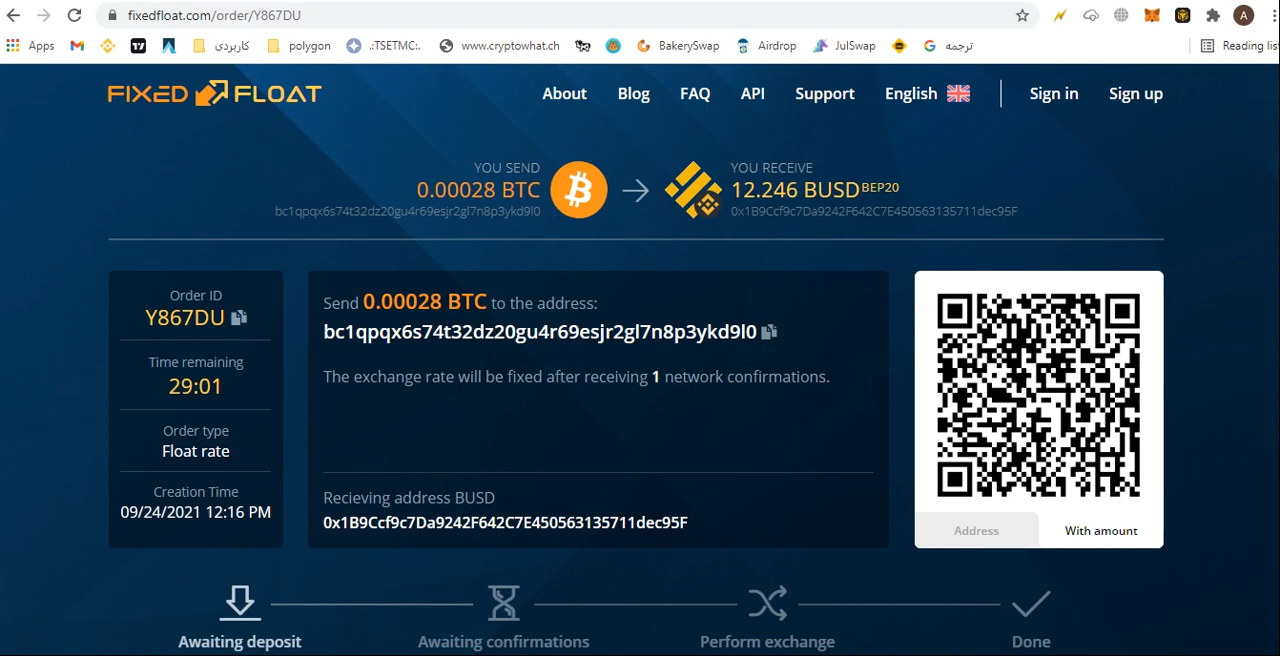 fixedfloat.com/order/Y867DU
A
Apps
کاربردی
polygon
.:TSETMC:.
www.cryptowhat.ch
BakerySwap
Airdrop
JulSwap
ترجمه
Reading list
FIXED FLOAT
About
Blog
FAQ
API
Support
English
Sign in
Sign up
YOU SEND
0.00028 BTC
bc1qpqx6s74t32dz20gu4r69esjr2gl7n8p3ykd9l0
YOU RECEIVE
12.246 BUSD BEP20
0x1B9Ccf9c7Da9242F642C7E450563135711dec95F
Order ID
Y867DU
Time remaining
29:01
Order type
Float rate
Creation Time
09/24/2021 12:16 PM
Send 0.00028 BTC to the address:
bc1qpqx6s74t32dz20gu4r69esjr2gl7n8p3ykd9l0
The exchange rate will be fixed after receiving 1 network confirmations.
Recieving address BUSD
0x1B9Ccf9c7Da9242F642C7E450563135711dec95F
Address
With amount
Awaiting deposit
Awaiting confirmations
Perform exchange
Done